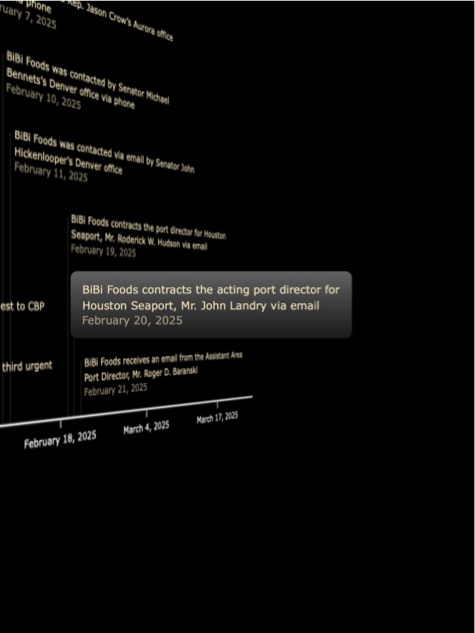 phone
Rep. Jason Crow's Aurora office
ruary 7, 2025
BiBi Foods was contacted by Senator Michael
Bennets's Denver office via phone
February 10, 2025
BiBi Foods was contacted via email by Senator John
Hickenlooper's Denver office
February 11, 2025
BiBi Foods contracts the port director for Houston
Seaport, Mr. Roderick W. Hudson via email
February 19, 2025
BiBi Foods contracts the acting port director for
Houston Seaport, Mr. John Landry via email
February 20, 2025
est to CBP
third urgent
BiBi Foods receives an email from the Assistant Area
Port Director, Mr. Roger D. Baranski
February 21, 2025
February 18, 2025
March 4, 2025
March 17, 2025